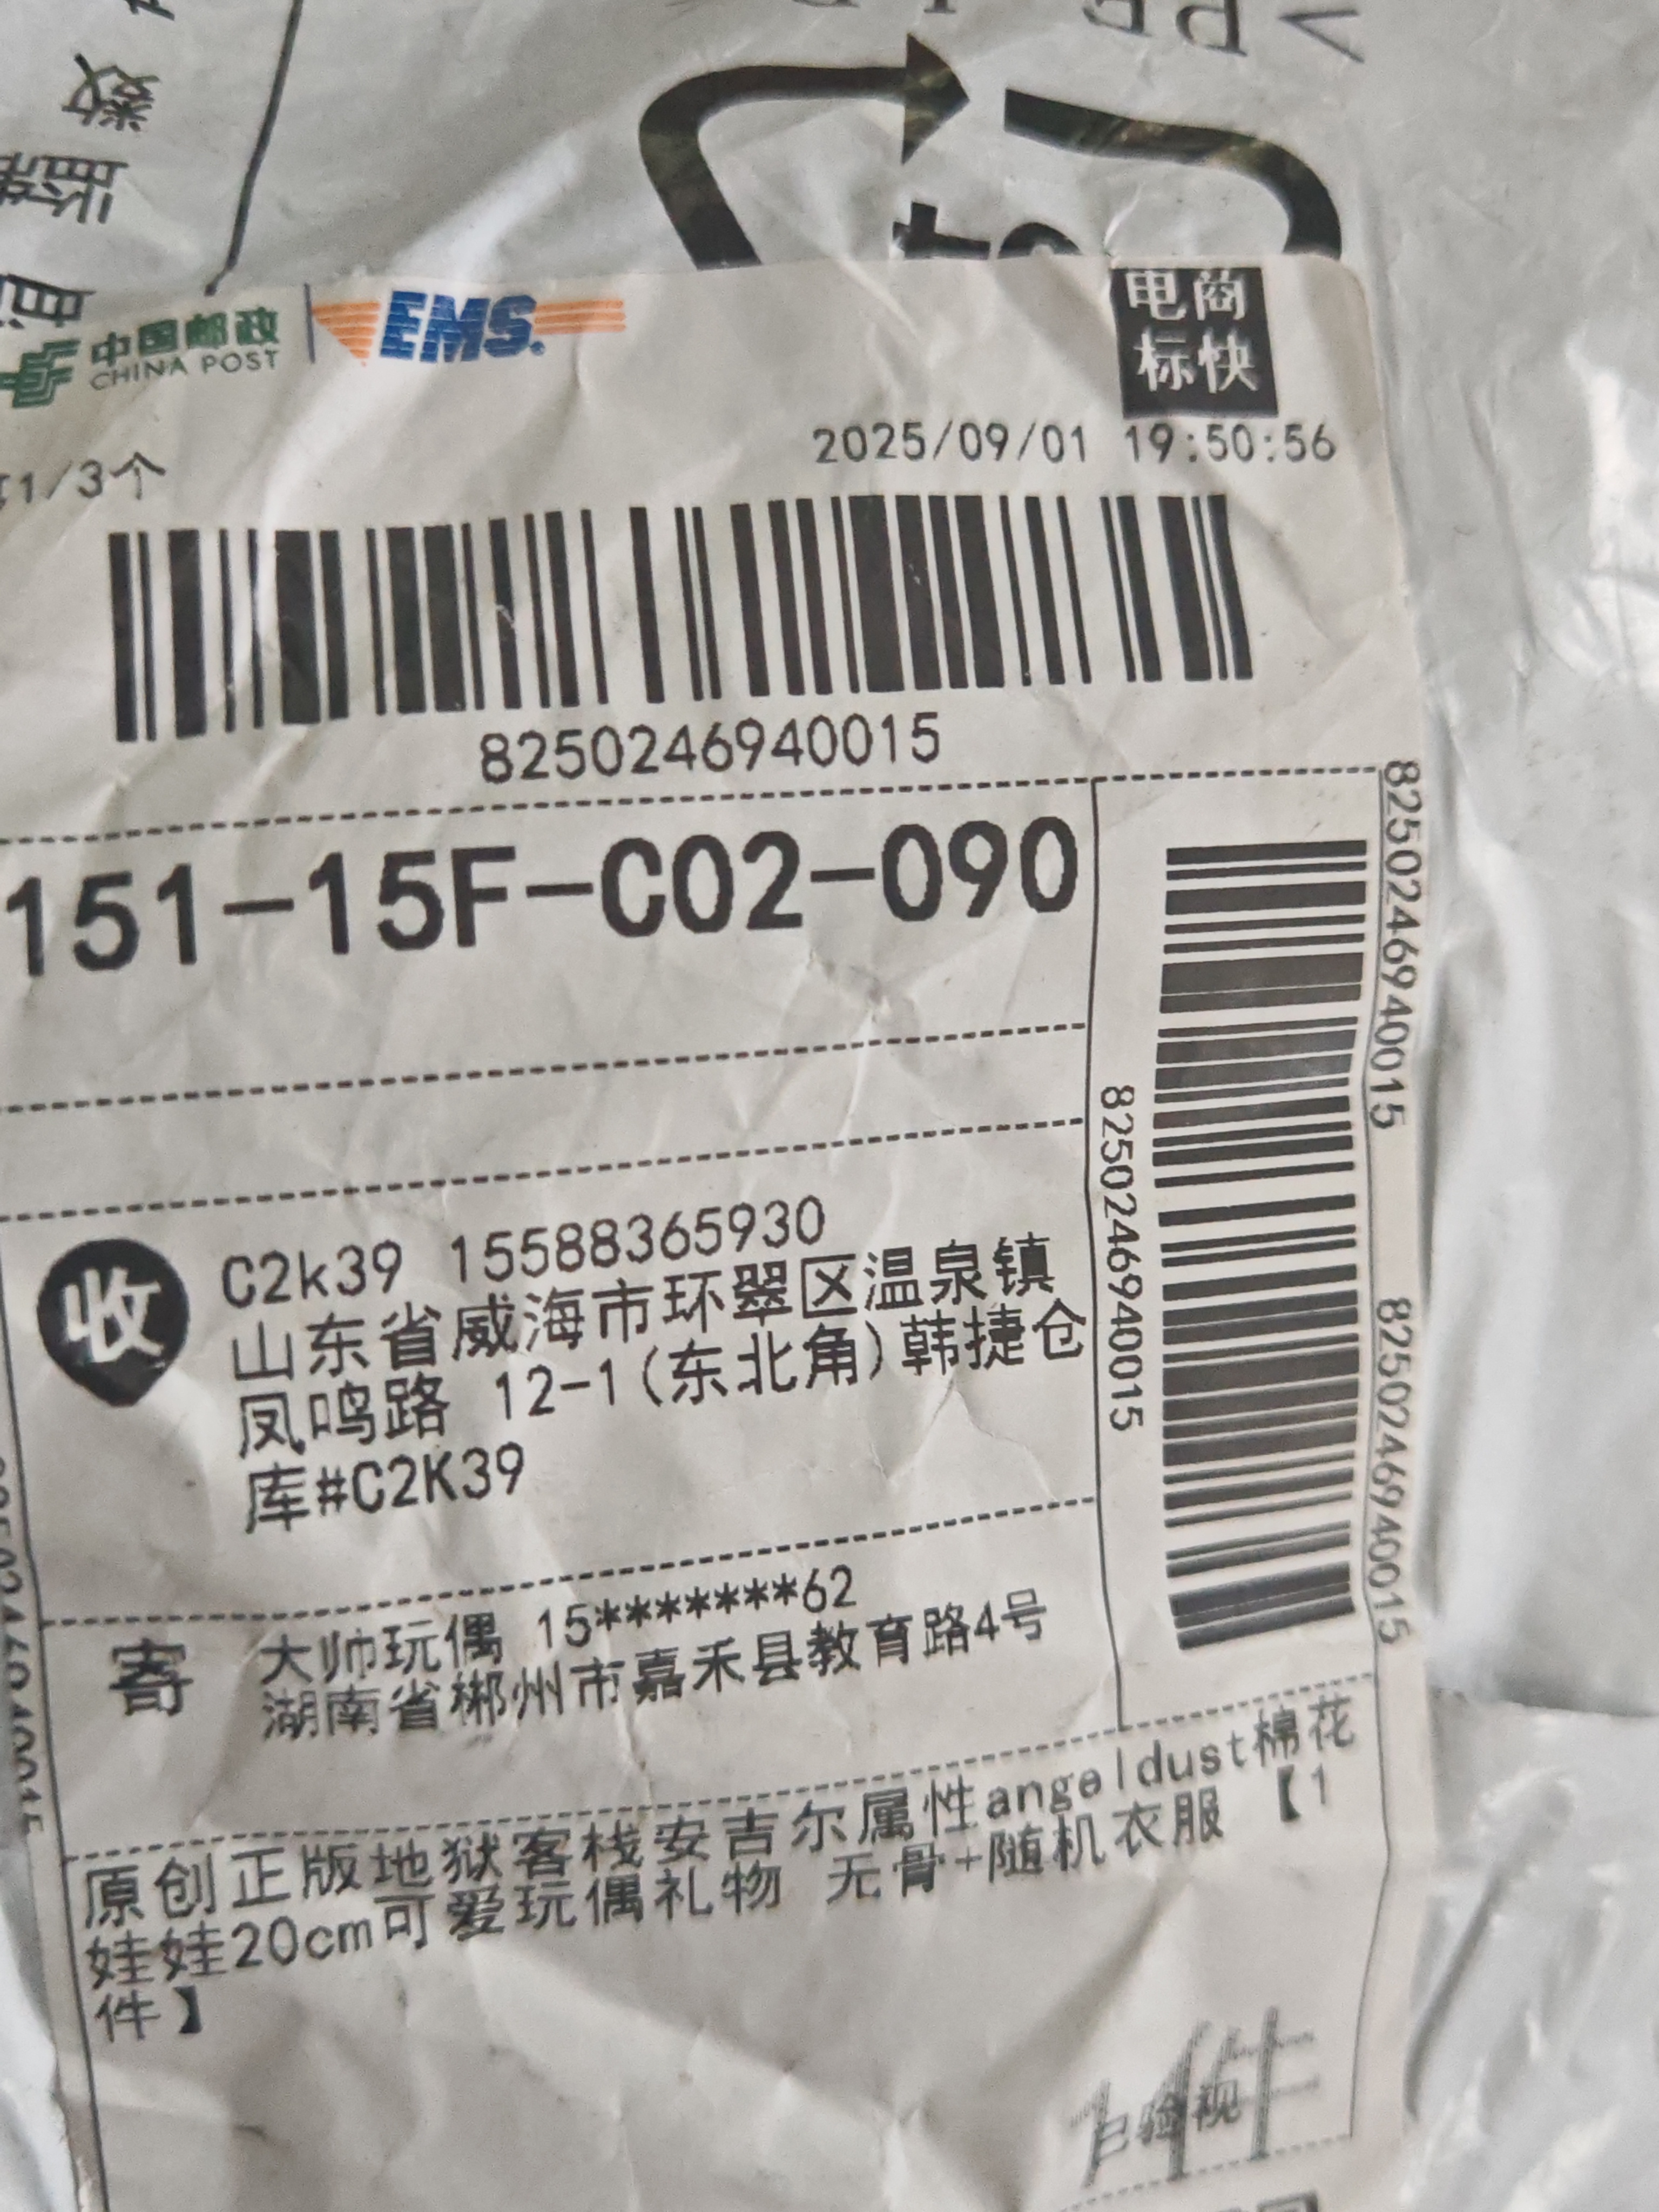 中国邮政
CHINA POST
EMS
电商
标快
1/3个
2025/09/01 19:50:56
8250246940015
151-15F-C02-090
8250246940015
8250246940015
8250246940015
收
C2k39 15588365930
山东省威海市环翠区温泉镇
凤鸣路 12-1(东北角)韩捷仓
库#C2K39
寄
大帅玩偶 15*******62
湖南省郴州市嘉禾县教育路4号
原创正版地狱客栈安吉尔属性angeldust棉花
娃娃20cm可爱玩偶礼物 无骨+随机衣服 【1
件】
1件
已验视